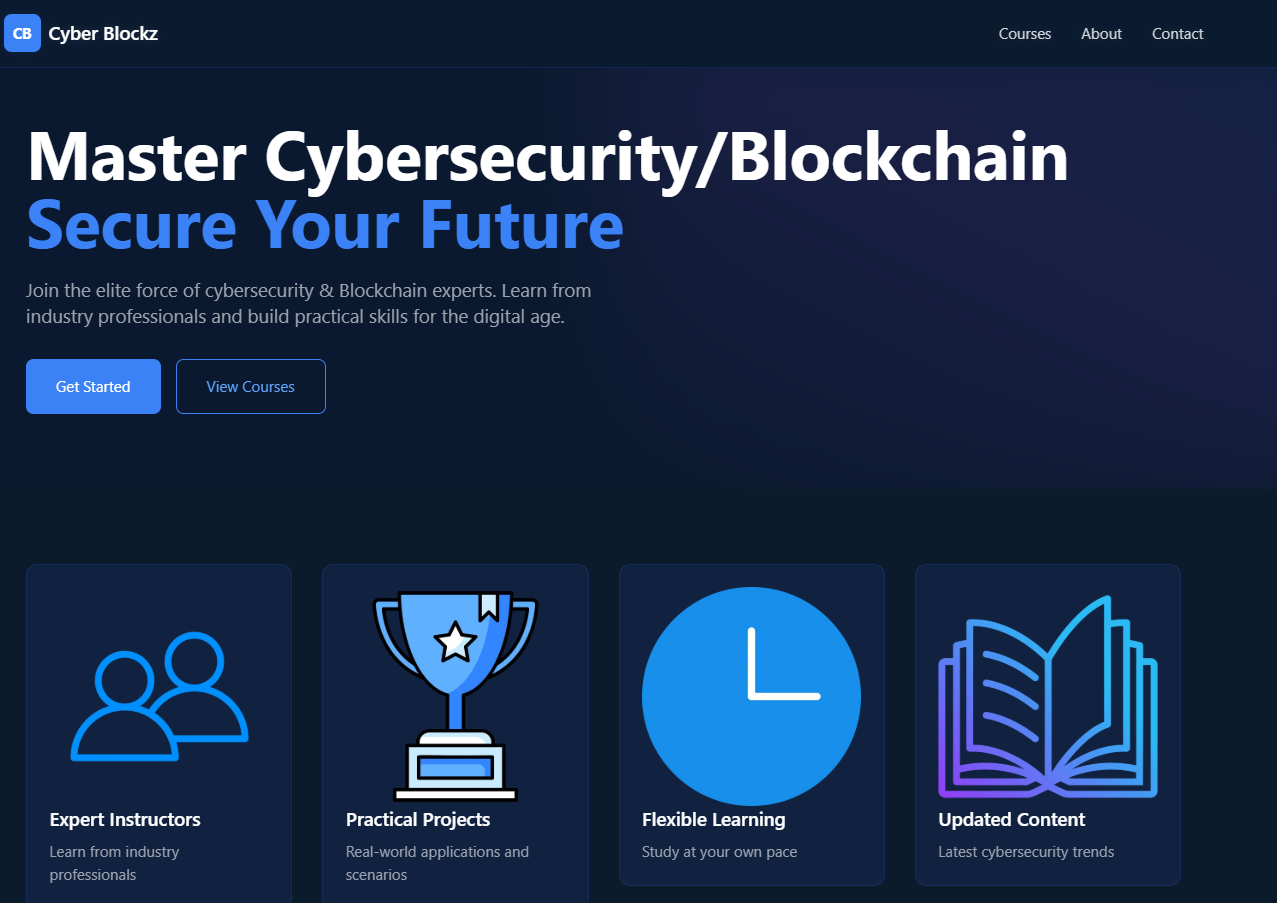 CB Cyber Blockz
Courses About Contact
Master Cybersecurity/Blockchain
Secure Your Future
Join the elite force of cybersecurity & Blockchain experts. Learn from
industry professionals and build practical skills for the digital age.
Get Started
View Courses
Expert Instructors
Learn from industry
professionals
Practical Projects
Real-world applications and
scenarios
Flexible Learning
Study at your own pace
Updated Content
Latest cybersecurity trends